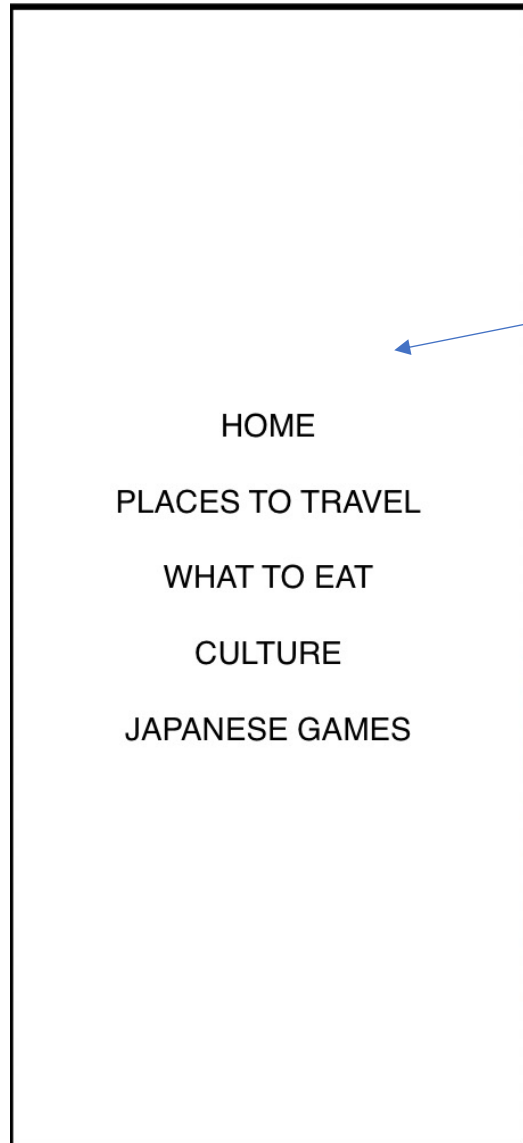 HOME
PLACES TO TRAVEL
WHAT TO EAT
CULTURE
JAPANESE GAMES